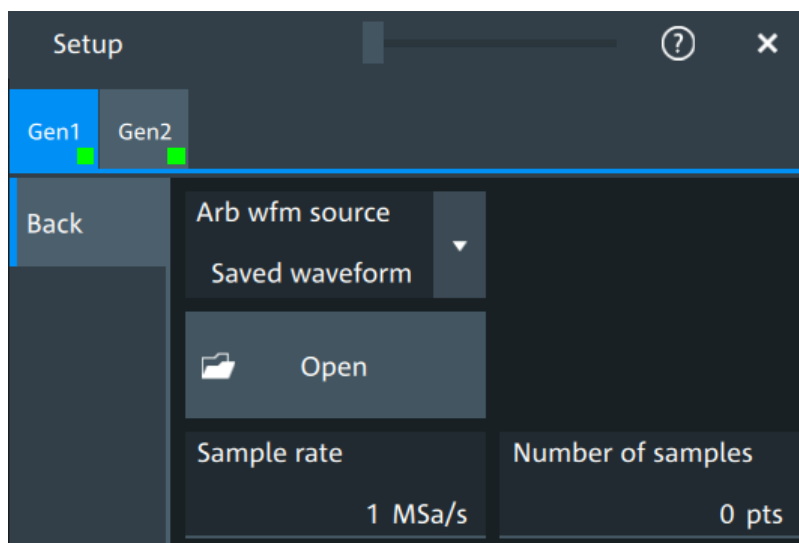 Setup
?
×
Gen1
Gen2
Back
Arb wfm source
Saved waveform
Open
Sample rate
Number of samples
1 MSa/s
0 pts